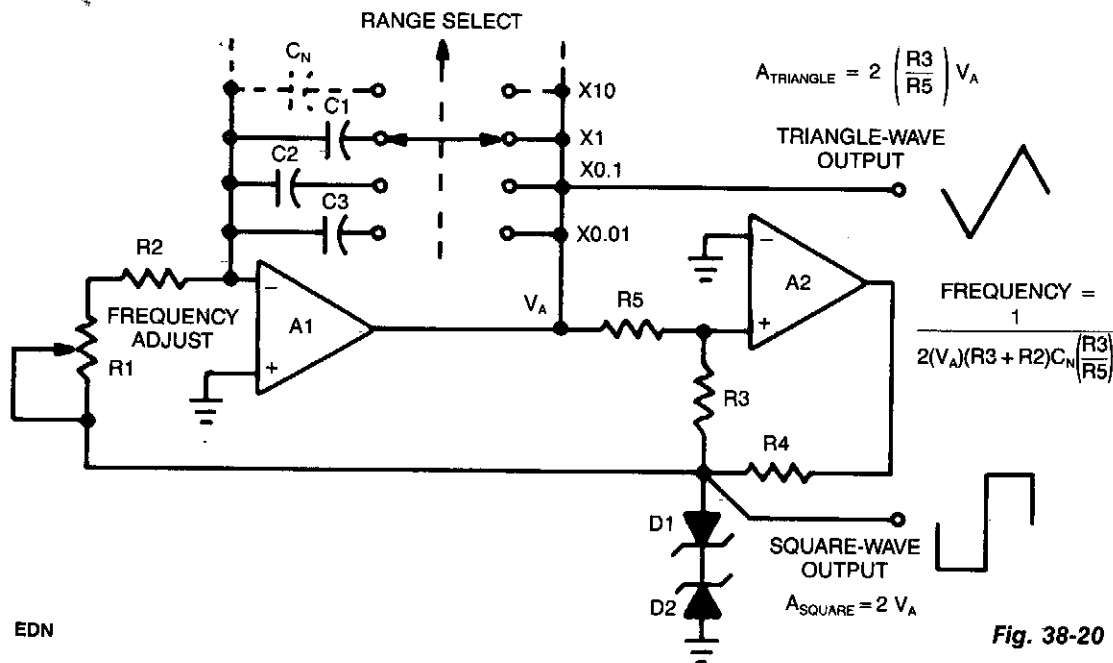 RANGE SELECT
C_N
X10
C1
X1
C2
X0.1
C3
X0.01
A_TRIANGLE = 2 (R3/R5) V_A
TRIANGLE-WAVE
OUTPUT
R2
FREQUENCY
ADJUST
R1
−
A1
+
V_A
R5
−
A2
+
FREQUENCY =
1
2(V_A)(R3 + R2)C_N(R3/R5)
R3
R4
D1
D2
SQUARE-WAVE
OUTPUT
A_SQUARE = 2 V_A
EDN
Fig. 38-20